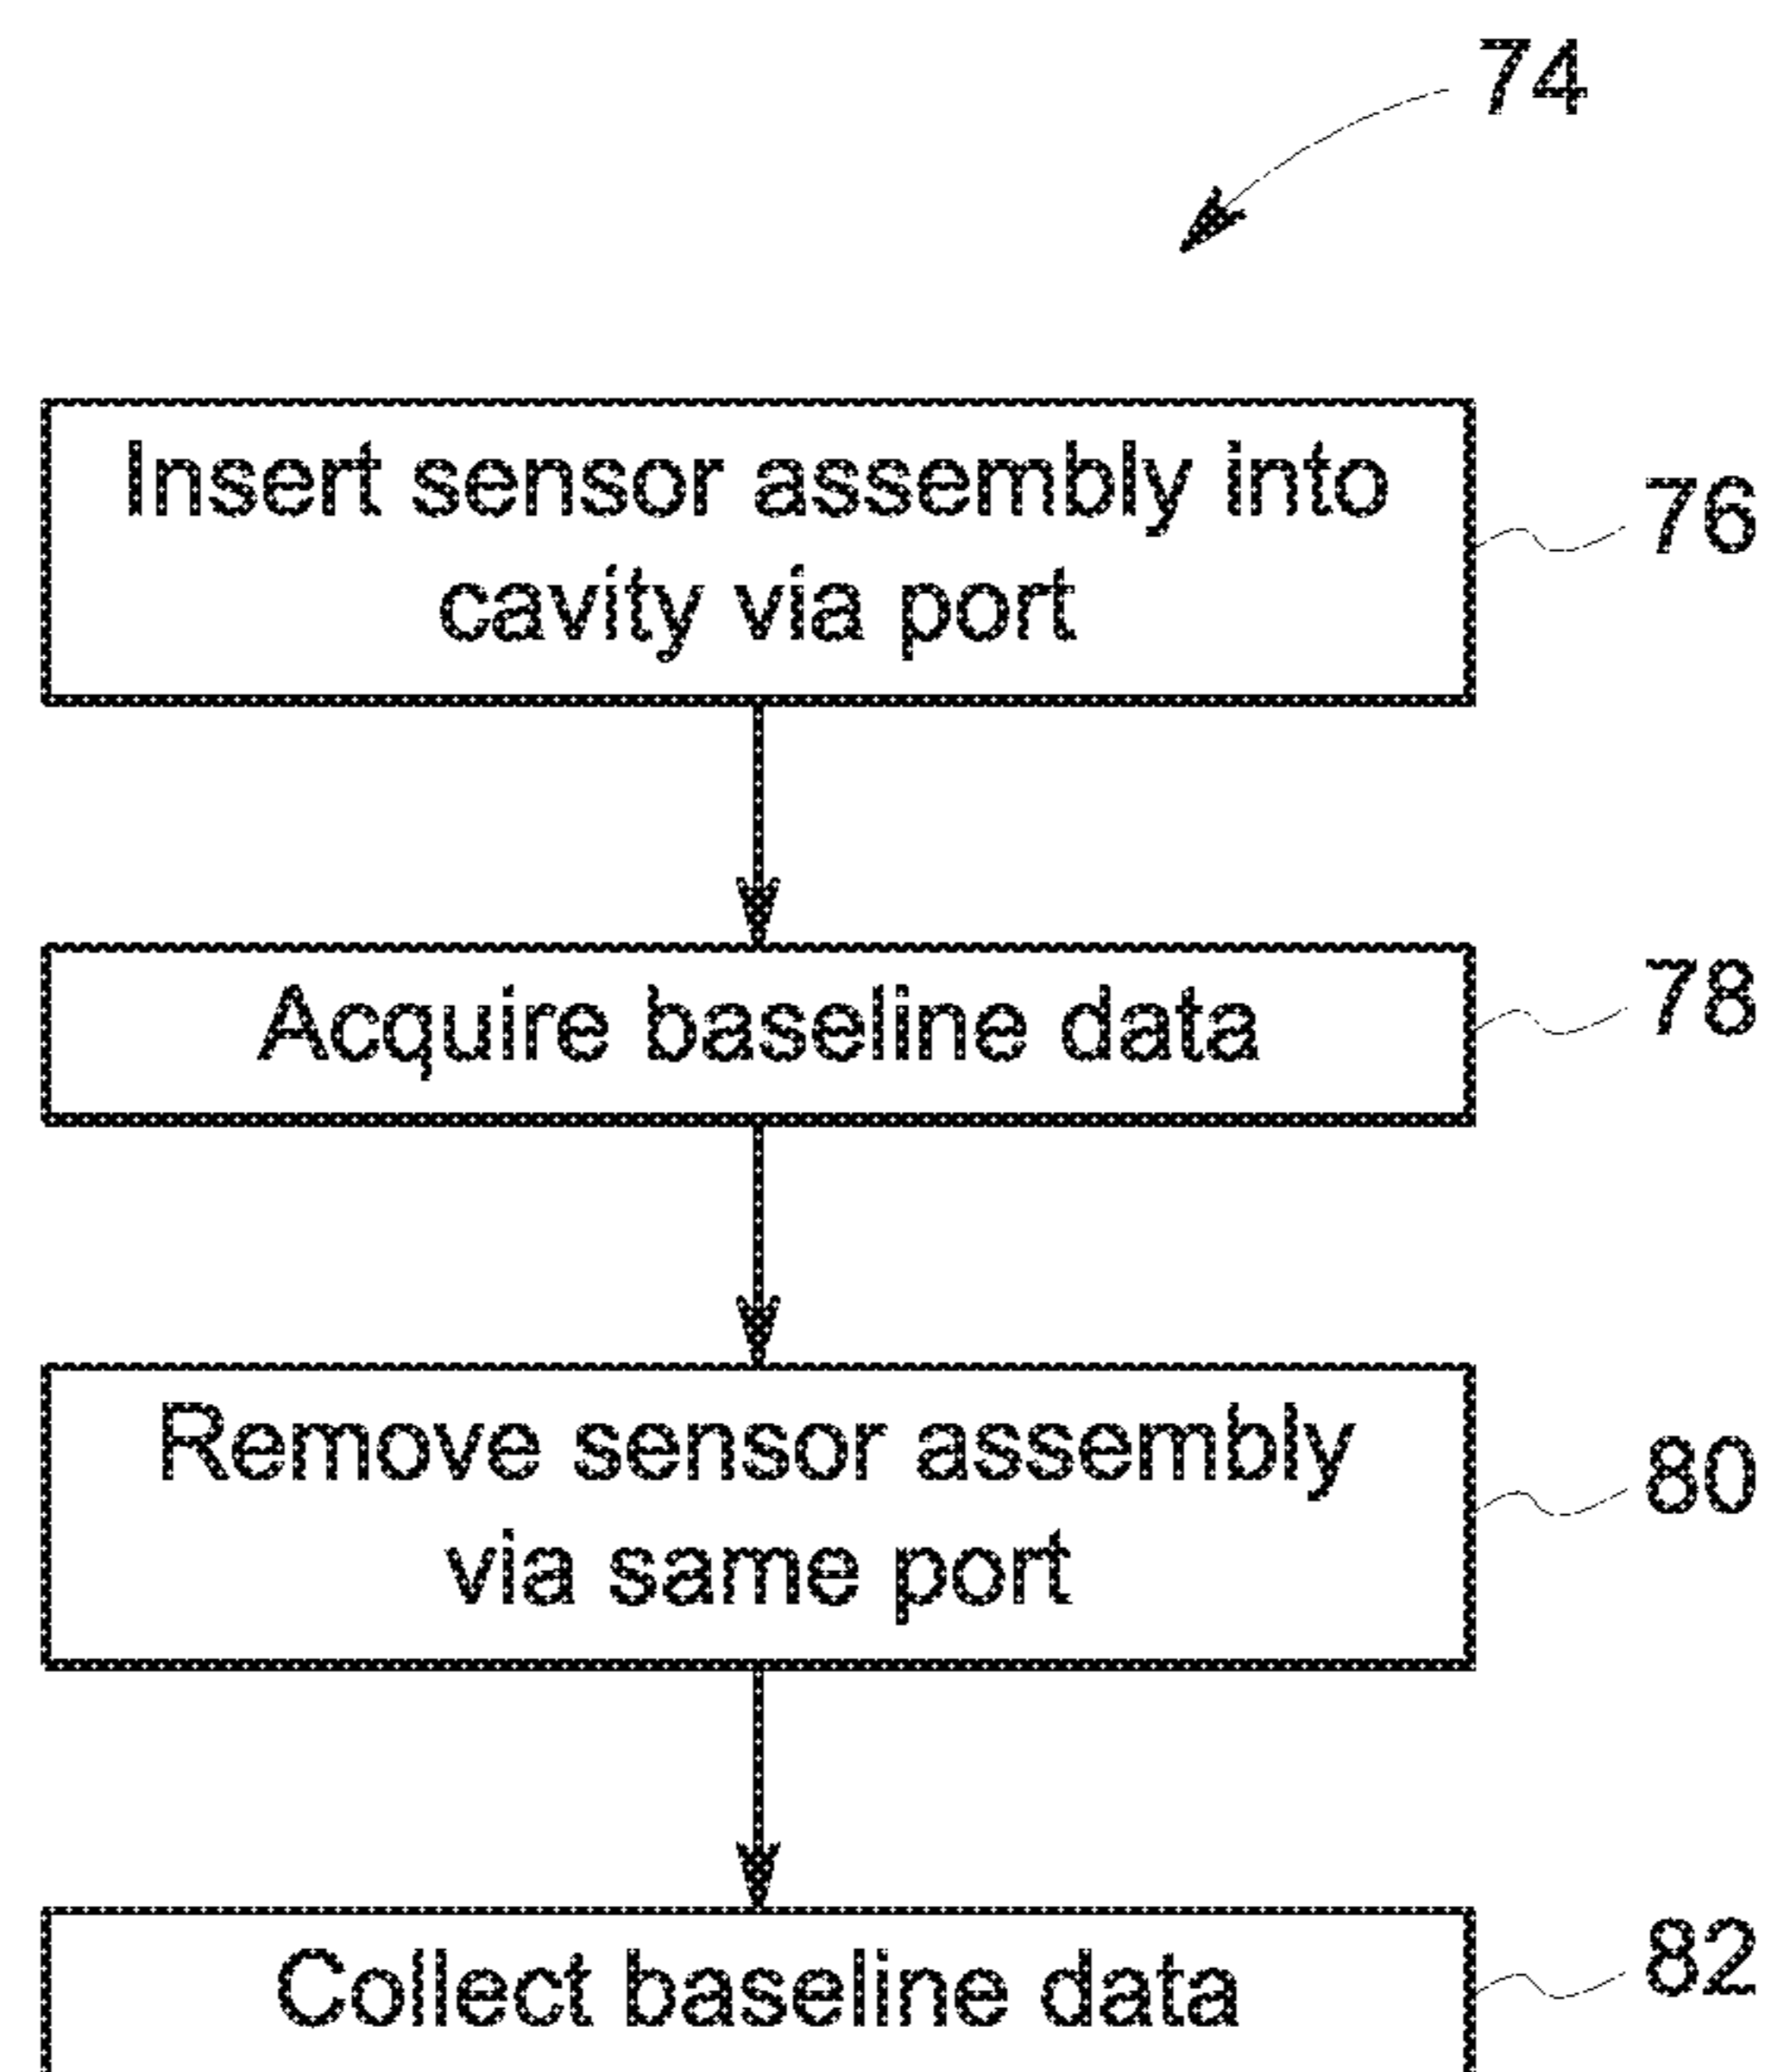 74
Insert sensor assembly into
cavity via port
76
Acquire baseline data
78
Remove sensor assembly
via same port
80
Collect baseline data
82